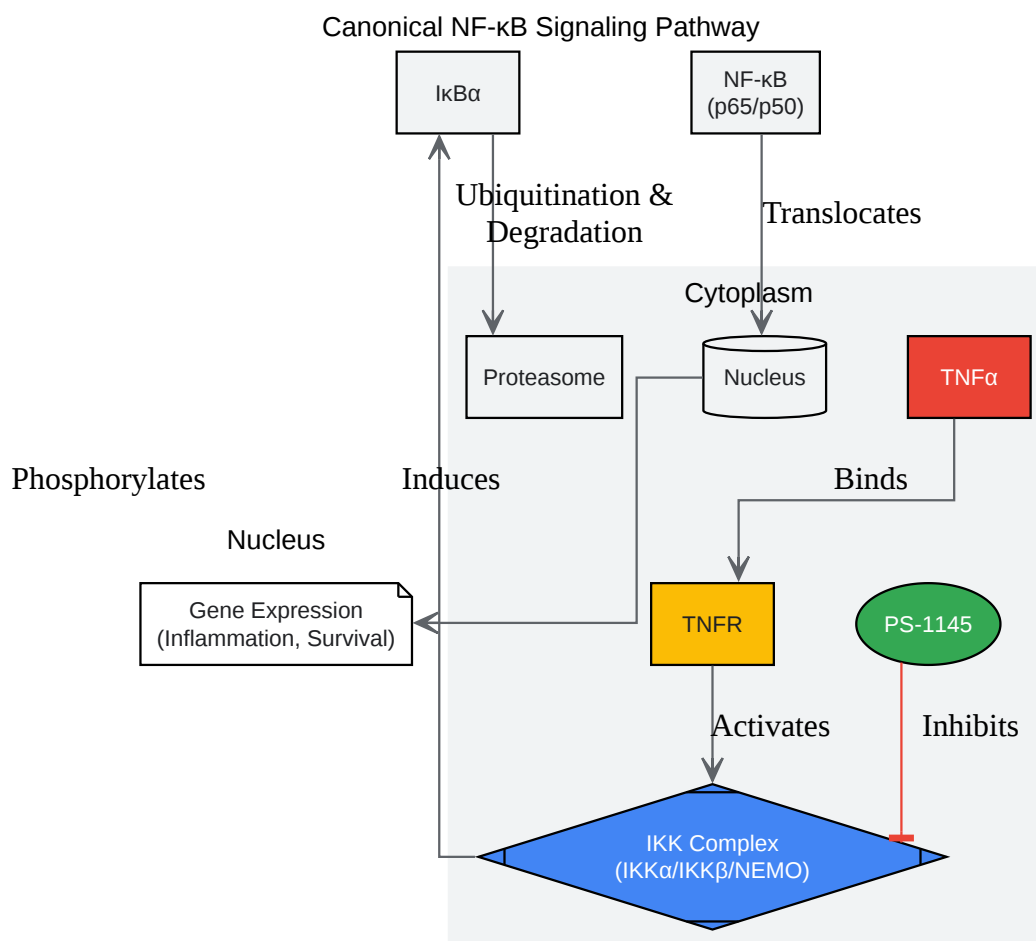 Canonical NF-κB Signaling Pathway
IκBα
NF-κB
(p65/p50)
Ubiquitination &
Degradation
Translocates
Cytoplasm
Proteasome
Nucleus
TNFα
Phosphorylates
Induces
Binds
Nucleus
Gene Expression
(Inflammation, Survival)
TNFR
PS-1145
Activates
Inhibits
IKK Complex
(IKKα/IKKβ/NEMO)